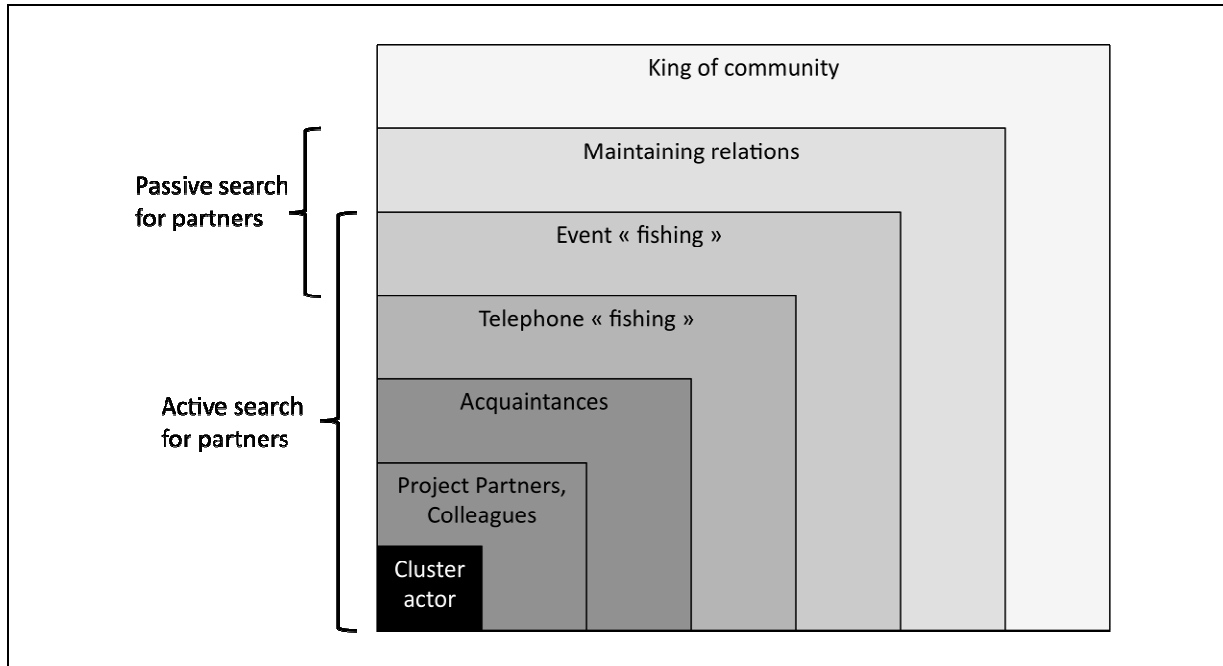 King of community
Maintaining relations
Passive search
for partners
Event « fishing »
Telephone « fishing »
Acquaintances
Active search
for partners
Project Partners,
Colleagues
Cluster
actor